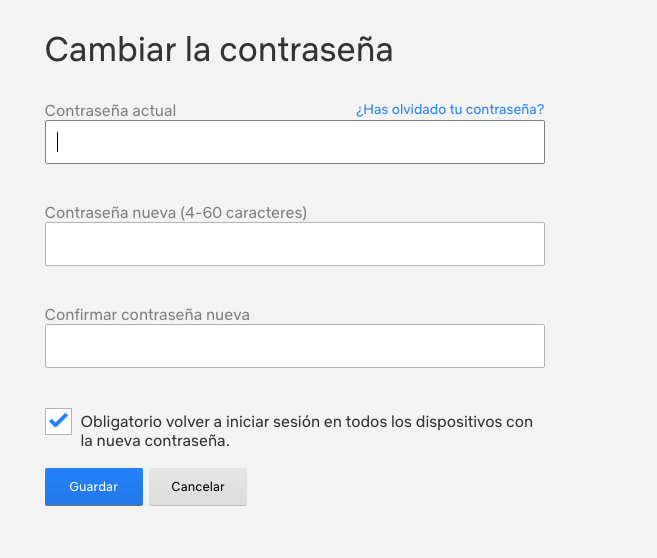 Cambiar la contraseña
Contraseña actual
¿Has olvidado tu contraseña?
Contraseña nueva (4-60 caracteres)
Confirmar contraseña nueva
Obligatorio volver a iniciar sesión en todos los dispositivos con
la nueva contraseña.
Guardar
Cancelar